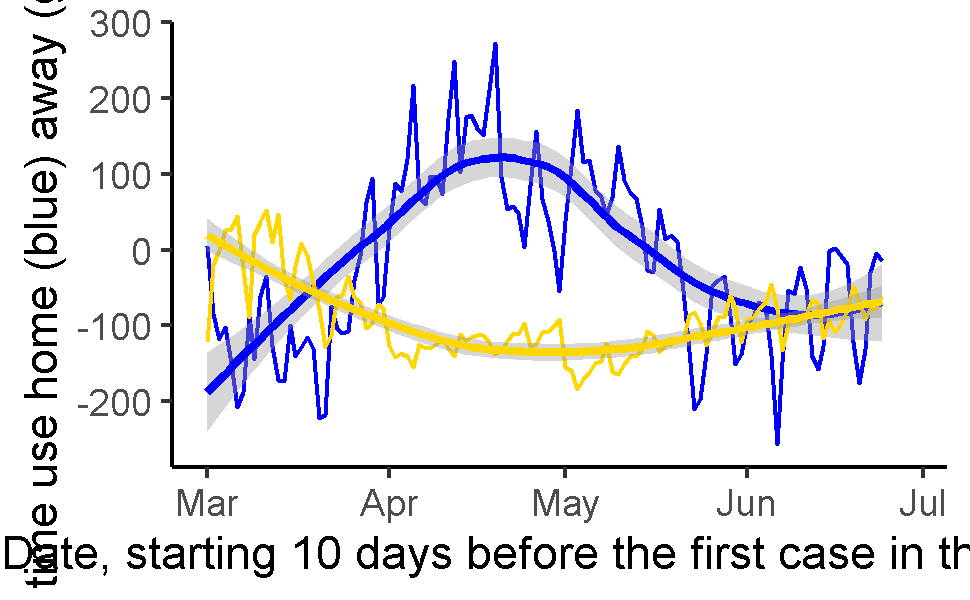 time use home (blue) away (
300
200
100
0
-100
-200
Mar Apr May Jun Jul
Date, starting 10 days before the first case in th